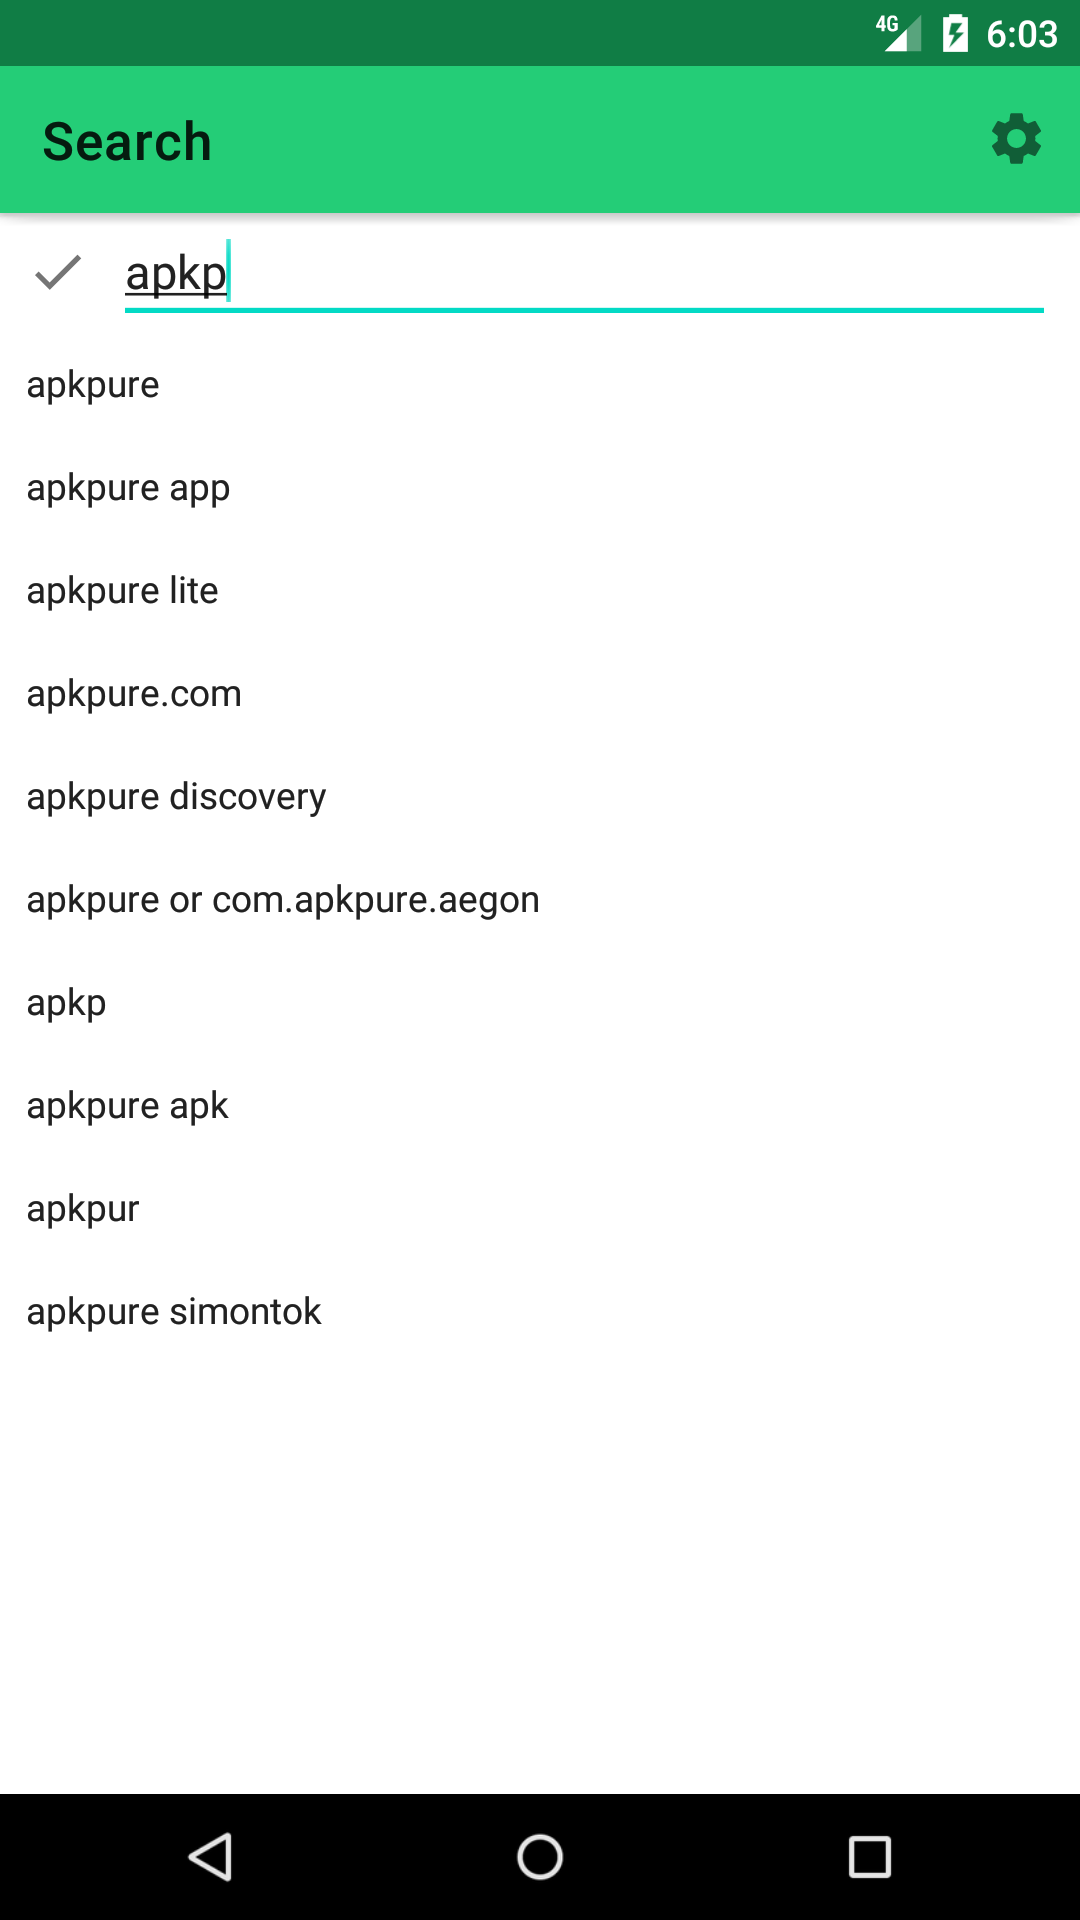 4G 6:03
Search
apkp
apkpure
apkpure app
apkpure lite
apkpure.com
apkpure discovery
apkpure or com.apkpure.aegon
apkp
apkpure apk
apkpur
apkpure simontok